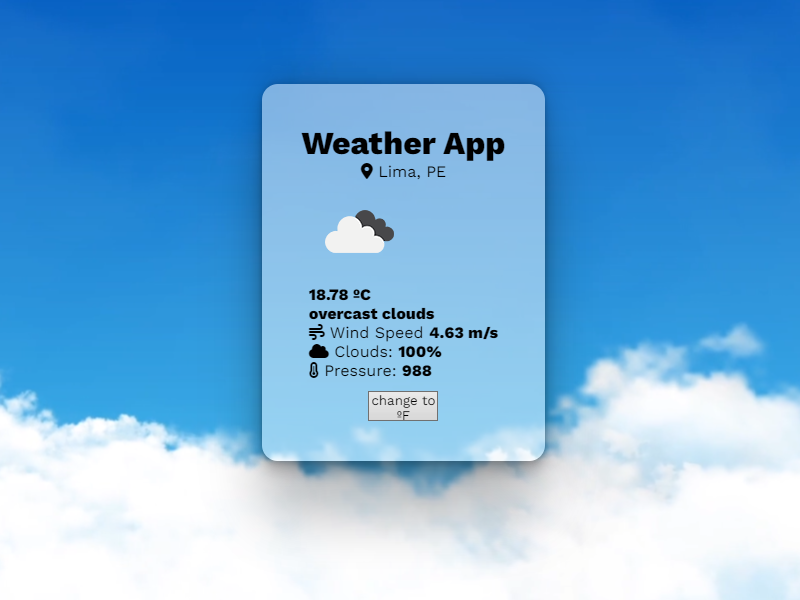 Weather App
Lima, PE
18.78 ºC
overcast clouds
Wind Speed 4.63 m/s
Clouds: 100%
Pressure: 988
change to
ºF